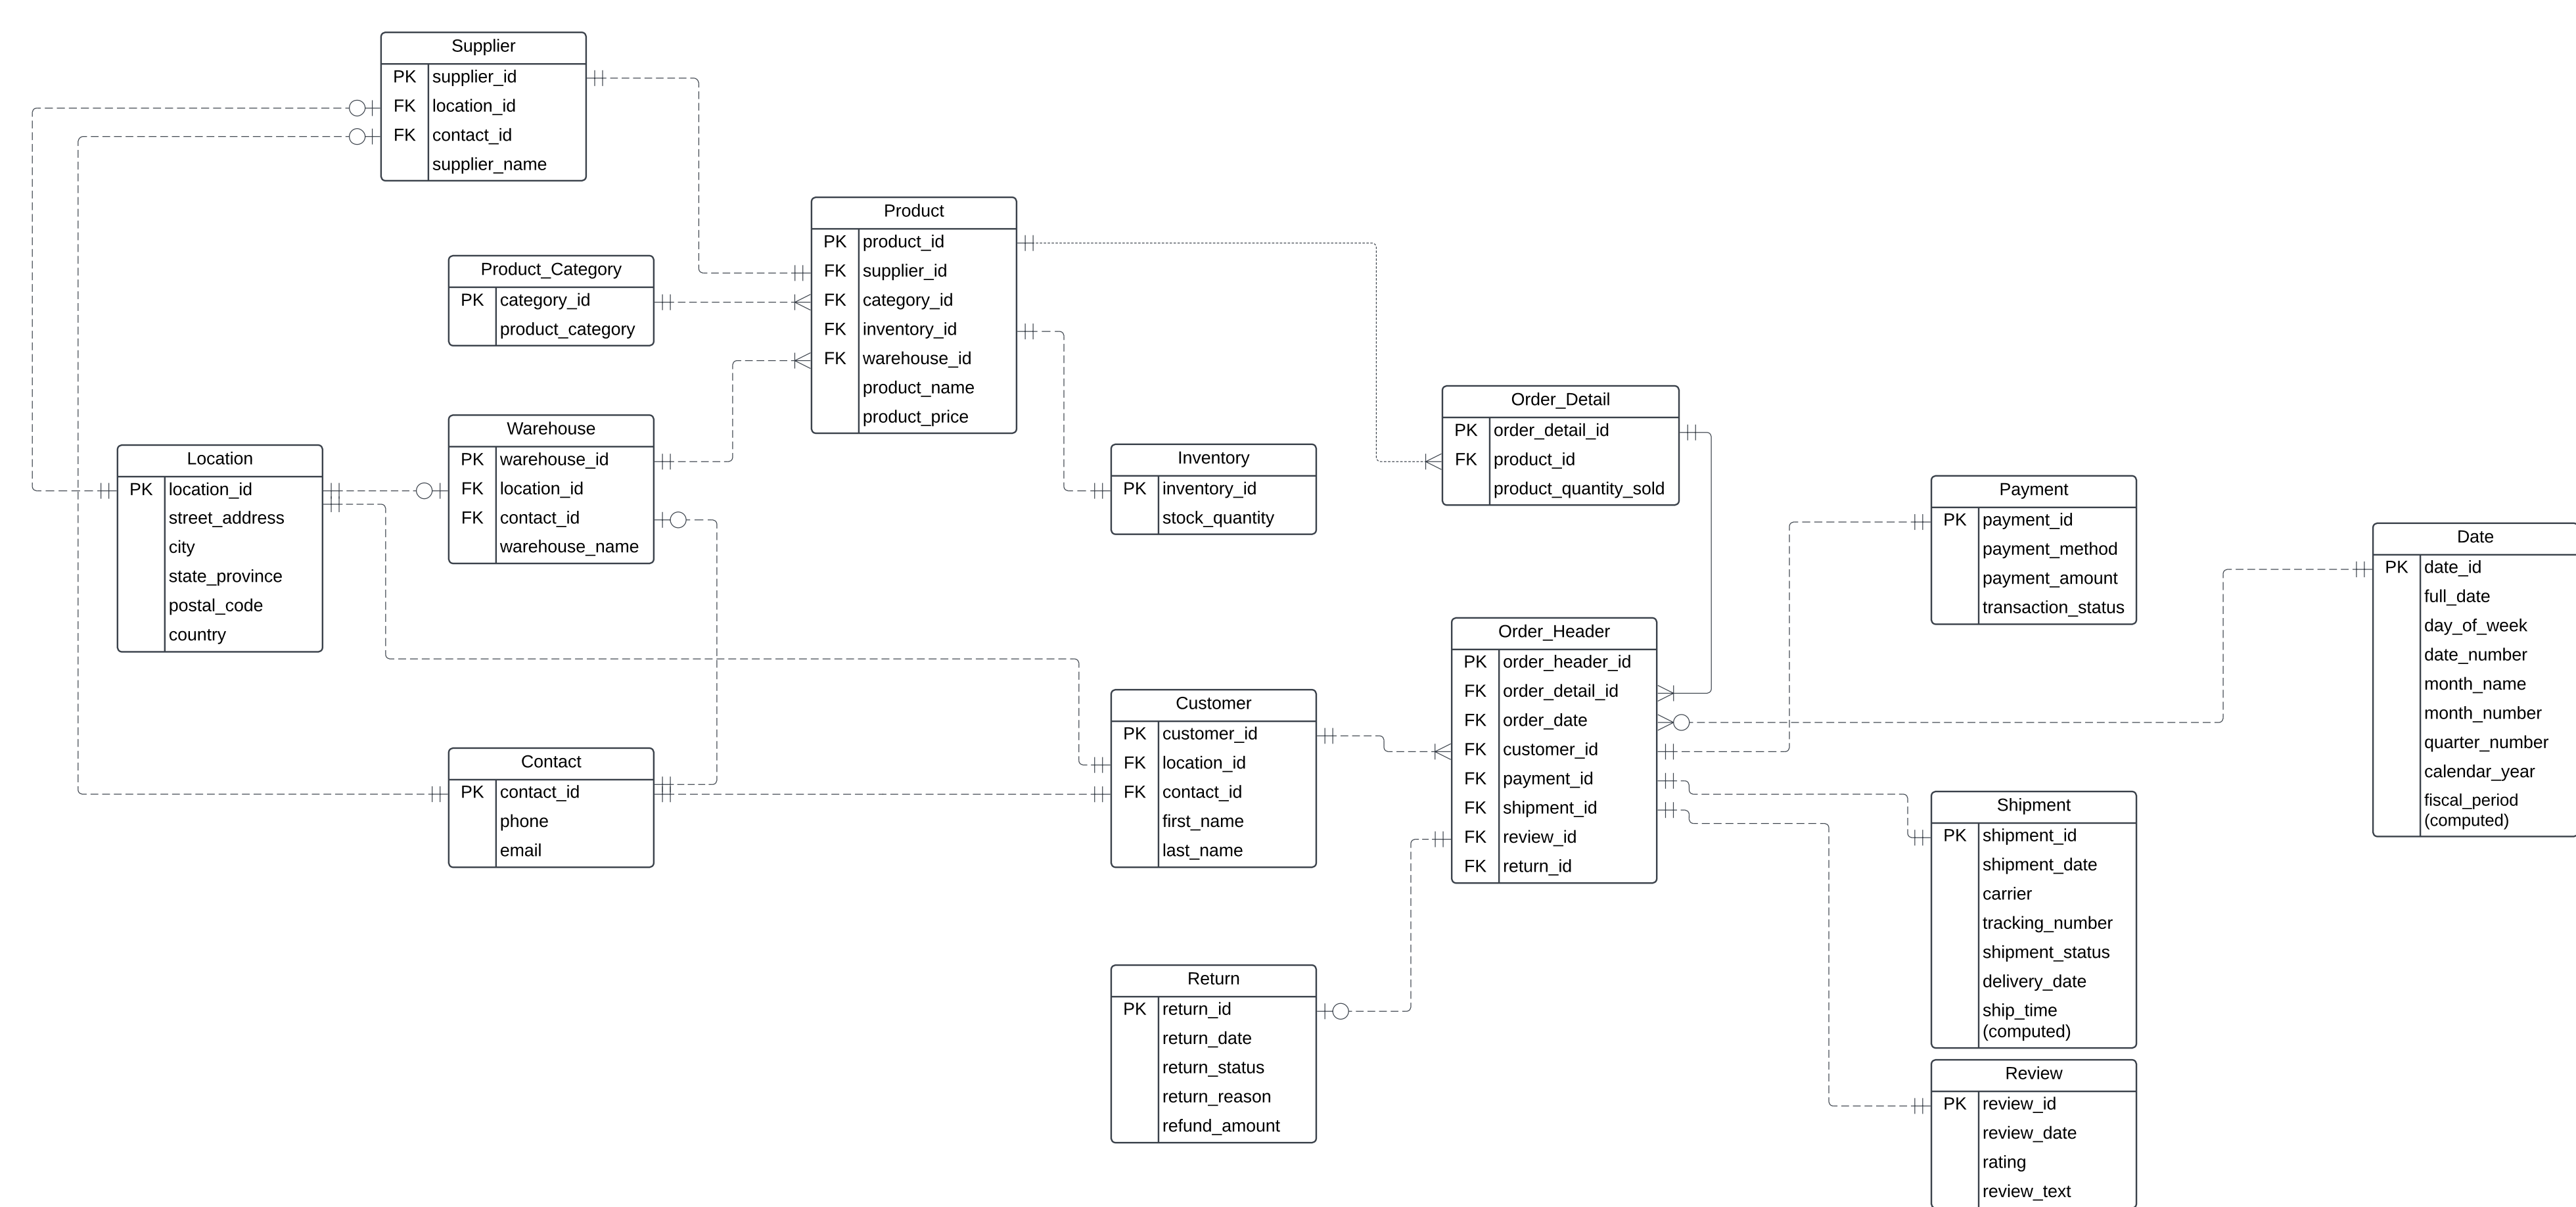 Supplier
PK supplier_id
FK location_id
FK contact_id
supplier_name
Product
PK product_id
FK supplier_id
FK category_id
FK inventory_id
FK warehouse_id
product_name
product_price
Product_Category
PK category_id
product_category
Order_Detail
PK order_detail_id
FK product_id
product_quantity_sold
Warehouse
PK warehouse_id
FK location_id
FK contact_id
warehouse_name
Location
PK location_id
street_address
city
state_province
postal_code
country
Inventory
PK inventory_id
stock_quantity
Payment
PK payment_id
payment_method
payment_amount
transaction_status
Date
PK date_id
full_date
day_of_week
date_number
month_name
month_number
quarter_number
calendar_year
fiscal_period
(computed)
Order_Header
PK order_header_id
FK order_detail_id
FK order_date
FK customer_id
FK payment_id
FK shipment_id
FK review_id
FK return_id
Customer
PK customer_id
FK location_id
FK contact_id
first_name
last_name
Contact
PK contact_id
phone
email
Shipment
PK shipment_id
shipment_date
carrier
tracking_number
shipment_status
delivery_date
ship_time
(computed)
Return
PK return_id
return_date
return_status
return_reason
refund_amount
Review
PK review_id
review_date
rating
review_text